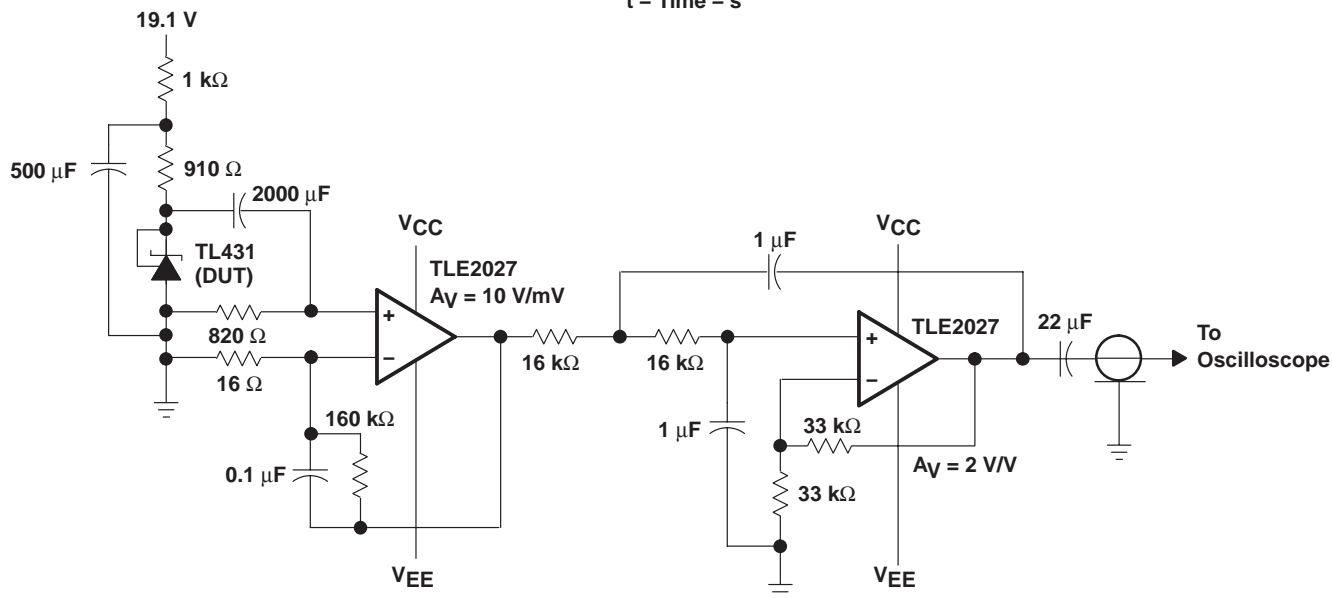 t – Time – s
19.1 V
1 kΩ
500 μF
910 Ω
2000 μF
TL431
(DUT)
820 Ω
16 Ω
VCC
TLE2027
AV = 10 V/mV
+
−
160 kΩ
0.1 μF
VEE
16 kΩ
16 kΩ
1 μF
1 μF
VCC
TLE2027
+
−
33 kΩ
33 kΩ
AV = 2 V/V
VEE
22 μF
To
Oscilloscope